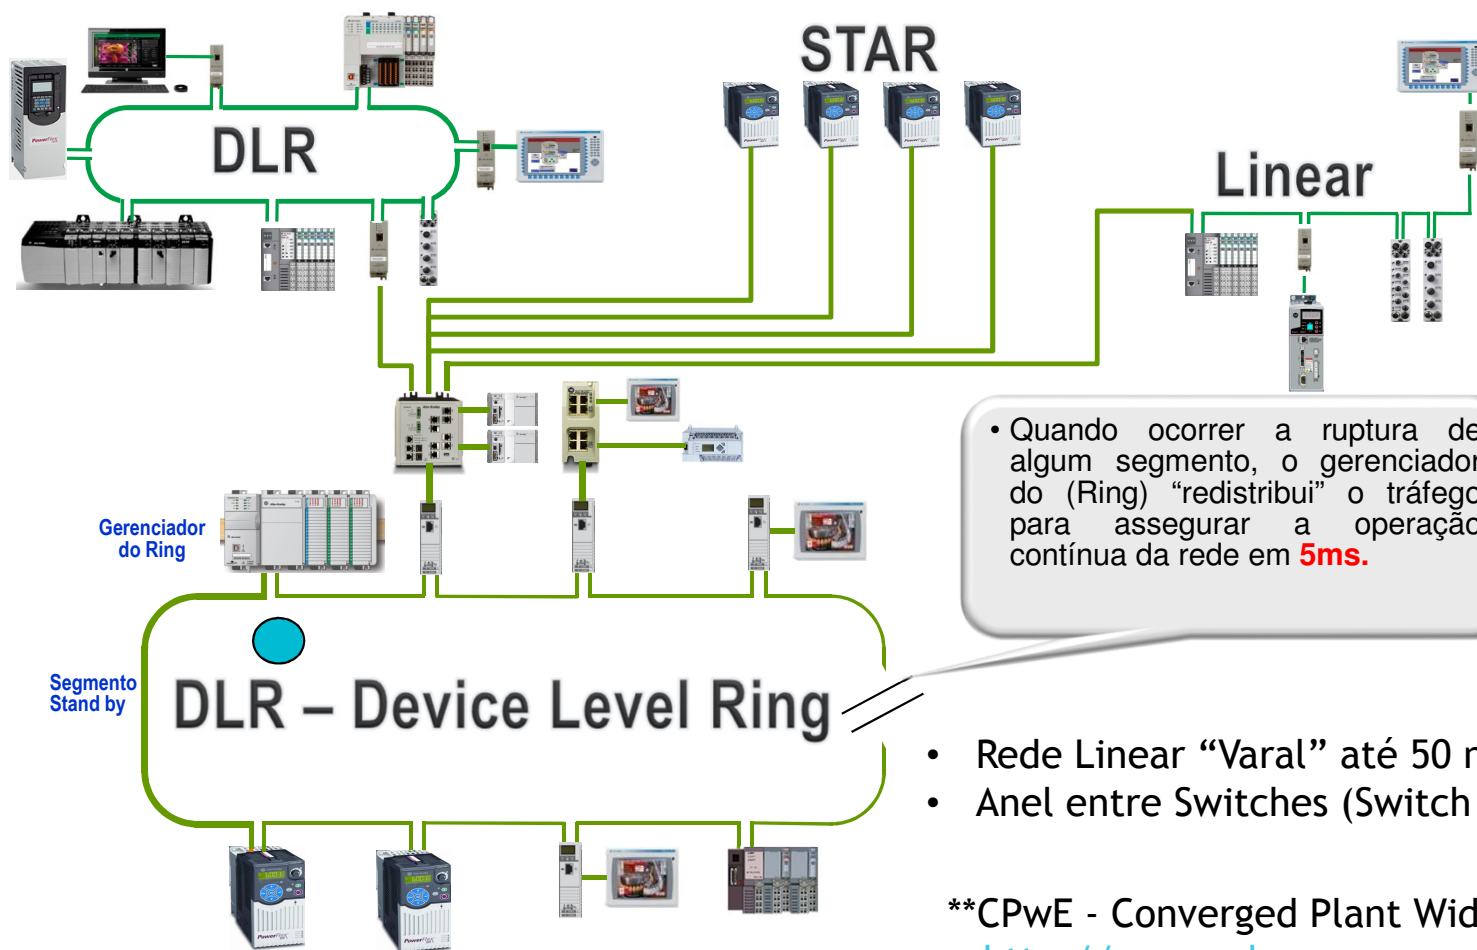 STAR
DLR
Linear
• Quando ocorrer a ruptura de
algum segmento, o gerenciador
do (Ring) “redistribui” o tráfego
para assegurar a operação
contínua da rede em 5ms.
Gerenciador
do Ring
Segmento
Stand by
DLR – Device Level Ring
• Rede Linear “Varal” até 50
• Anel entre Switches (Switch
**CPwE - Converged Plant